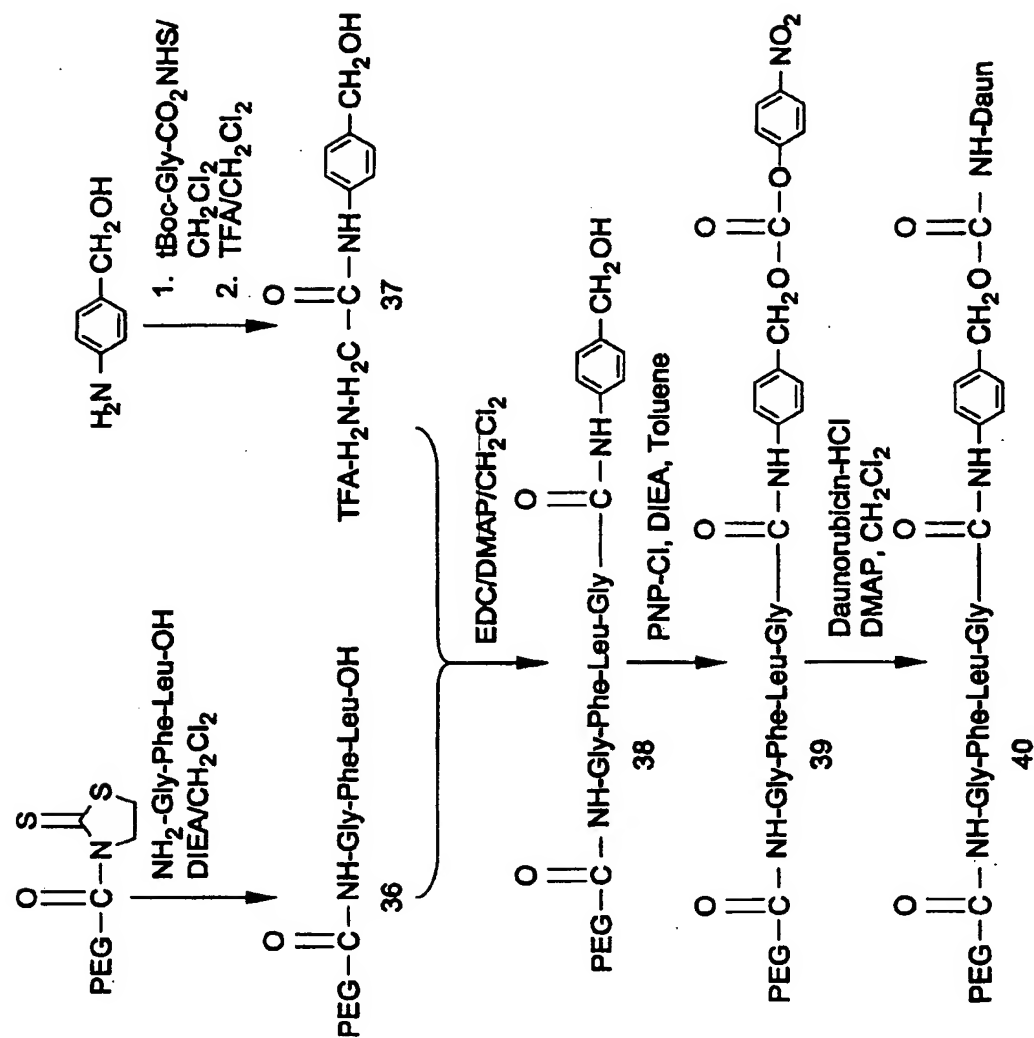 O S
PEG–C–N S
NH2-Gly-Phe-Leu-OH
DIEA/CH2Cl2
H2N CH2OH
1. tBoc-Gly-CO2NHS/
CH2Cl2
2. TFA/CH2Cl2
O
PEG–C–NH-Gly-Phe-Leu-OH
36
O
TFA-H2N-H2C–C–NH CH2OH
37
EDC/DMAP/CH2Cl2
O O
PEG–C–NH-Gly-Phe-Leu-Gly–C–NH CH2OH
38
PNP-Cl, DIEA, Toluene
O O O
PEG–C–NH-Gly-Phe-Leu-Gly–C–NH CH2O–C–O NO2
39
Daunorubicin-HCl
DMAP, CH2Cl2
O O O
PEG–C–NH-Gly-Phe-Leu-Gly–C–NH CH2O–C–NH-Daun
40